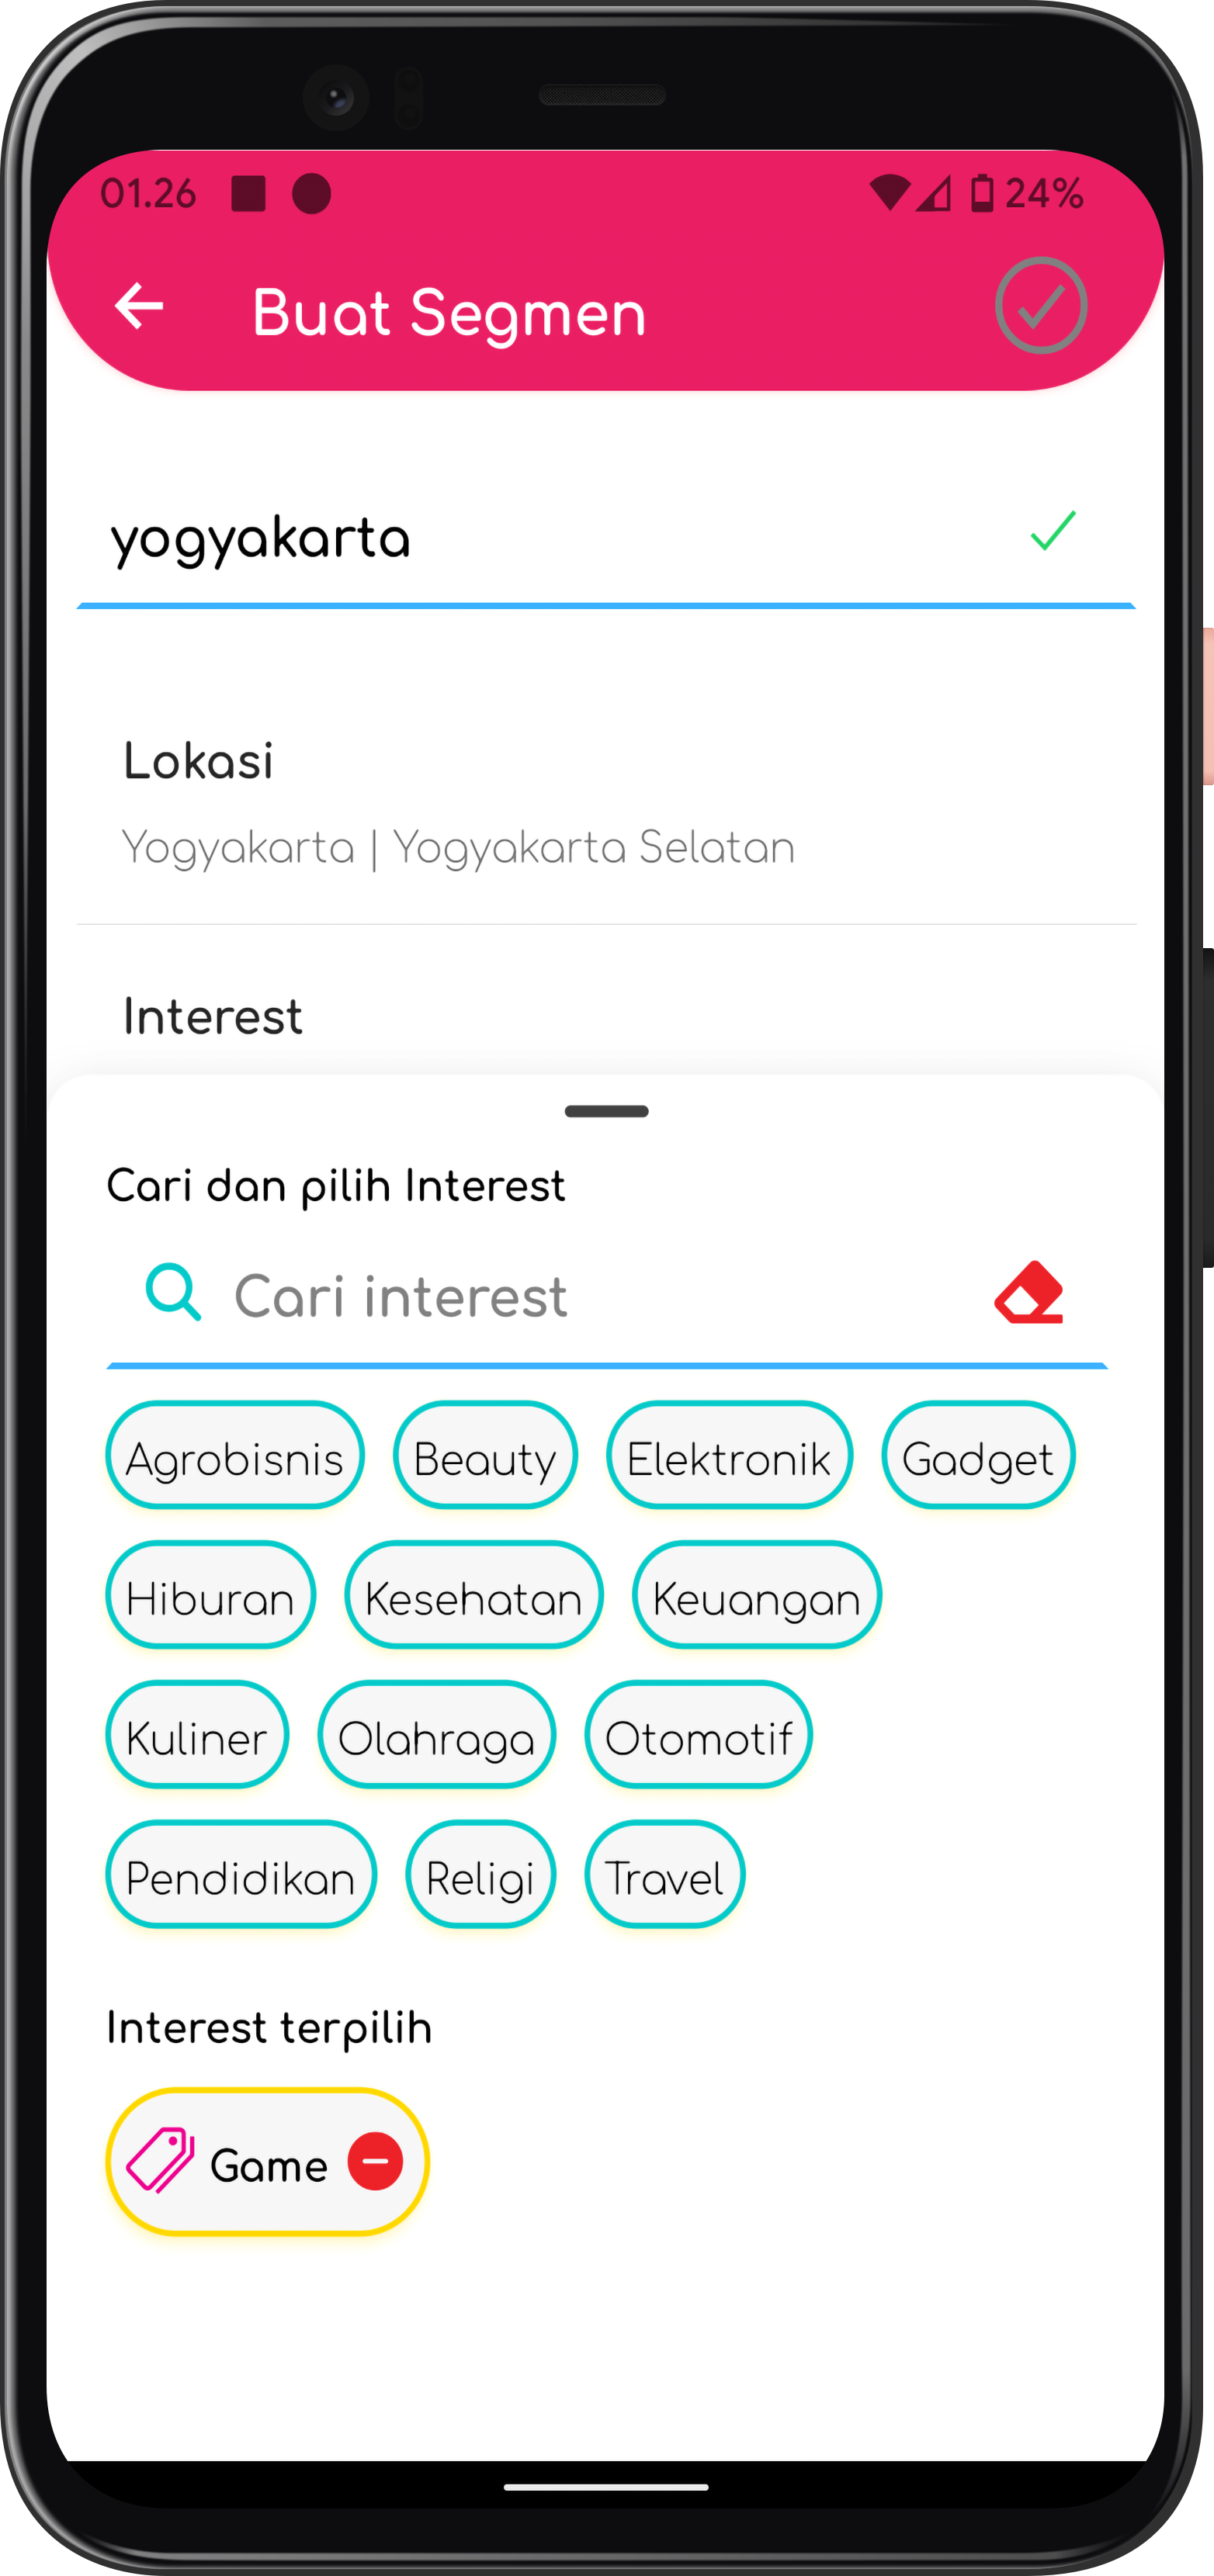 01.26 24%
Buat Segmen
yogyakarta
Lokasi
Yogyakarta | Yogyakarta Selatan
Interest
Cari dan pilih Interest
Cari interest
Agrobisnis Beauty Elektronik Gadget
Hiburan Kesehatan Keuangan
Kuliner Olahraga Otomotif
Pendidikan Religi Travel
Interest terpilih
Game